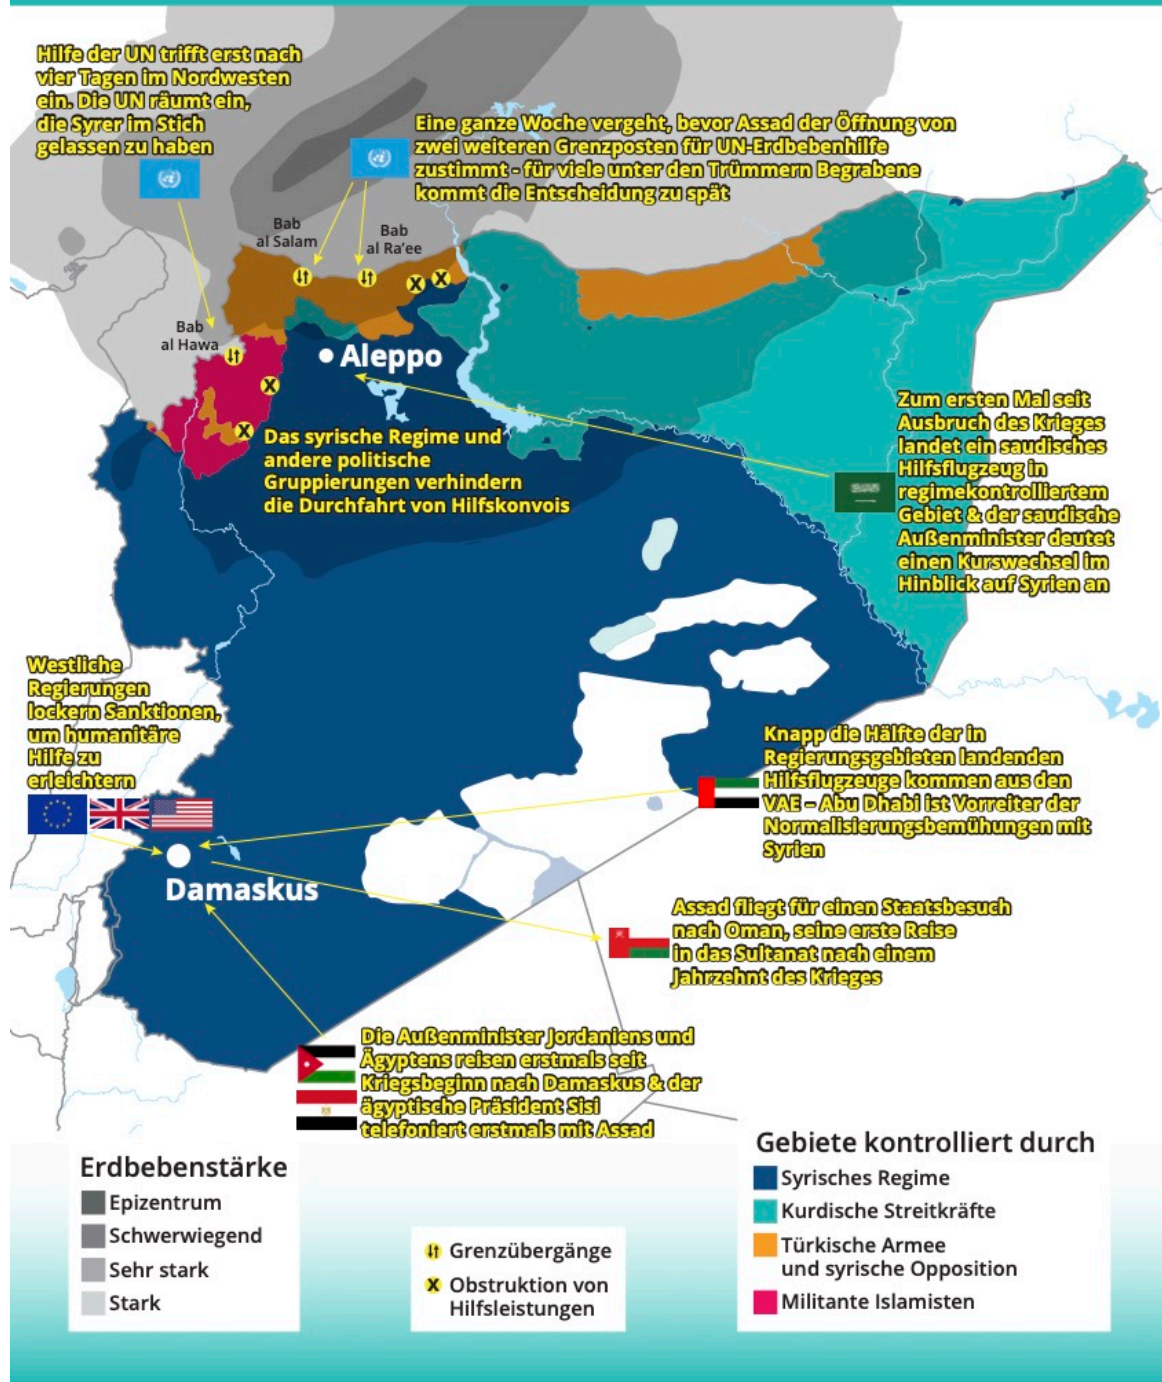 Hilfe der UN trifft erst nach
vier Tagen im Nordwesten
ein. Die UN räumt ein,
die Syrer im Stich
gelassen zu haben
Eine ganze Woche vergeht, bevor Assad der Öffnung von
zwei weiteren Grenzposten für UN-Erdbebenhilfe
zustimmt - für viele unter den Trümmern Begrabene
kommt die Entscheidung zu spät
Bab
al Salam
Bab
al Ra'ee
Bab
al Hawa
Aleppo
Das syrische Regime und
andere politische
Gruppierungen verhindern
die Durchfahrt von Hilfskonvois
Zum ersten Mal seit
Ausbruch des Krieges
landet ein saudisches
Hilfsflugzeug in
regimekontrolliertem
Gebiet & der saudische
Außenminister deutet
einen Kurswechsel im
Hinblick auf Syrien an
Westliche
Regierungen
lockern Sanktionen,
um humanitäre
Hilfe zu
erleichtern
Knapp die Hälfte der in
Regierungsgebieten landenden
Hilfsflugzeuge kommen aus den
VAE – Abu Dhabi ist Vorreiter der
Normalisierungsbemühungen mit
Syrien
Damaskus
Assad fliegt für einen Staatsbesuch
nach Oman, seine erste Reise
in das Sultanat nach einem
Jahrzehnt des Krieges
Die Außenminister Jordaniens und
Ägyptens reisen erstmals seit
Kriegsbeginn nach Damaskus & der
ägyptische Präsident Sisi
telefoniert erstmals mit Assad
Erdbebenstärke
Epizentrum
Schwerwiegend
Sehr stark
Stark
Grenzübergänge
X Obstruktion von
Hilfsleistungen
Gebiete kontrolliert durch
Syrisches Regime
Kurdische Streitkräfte
Türkische Armee
und syrische Opposition
Militante Islamisten